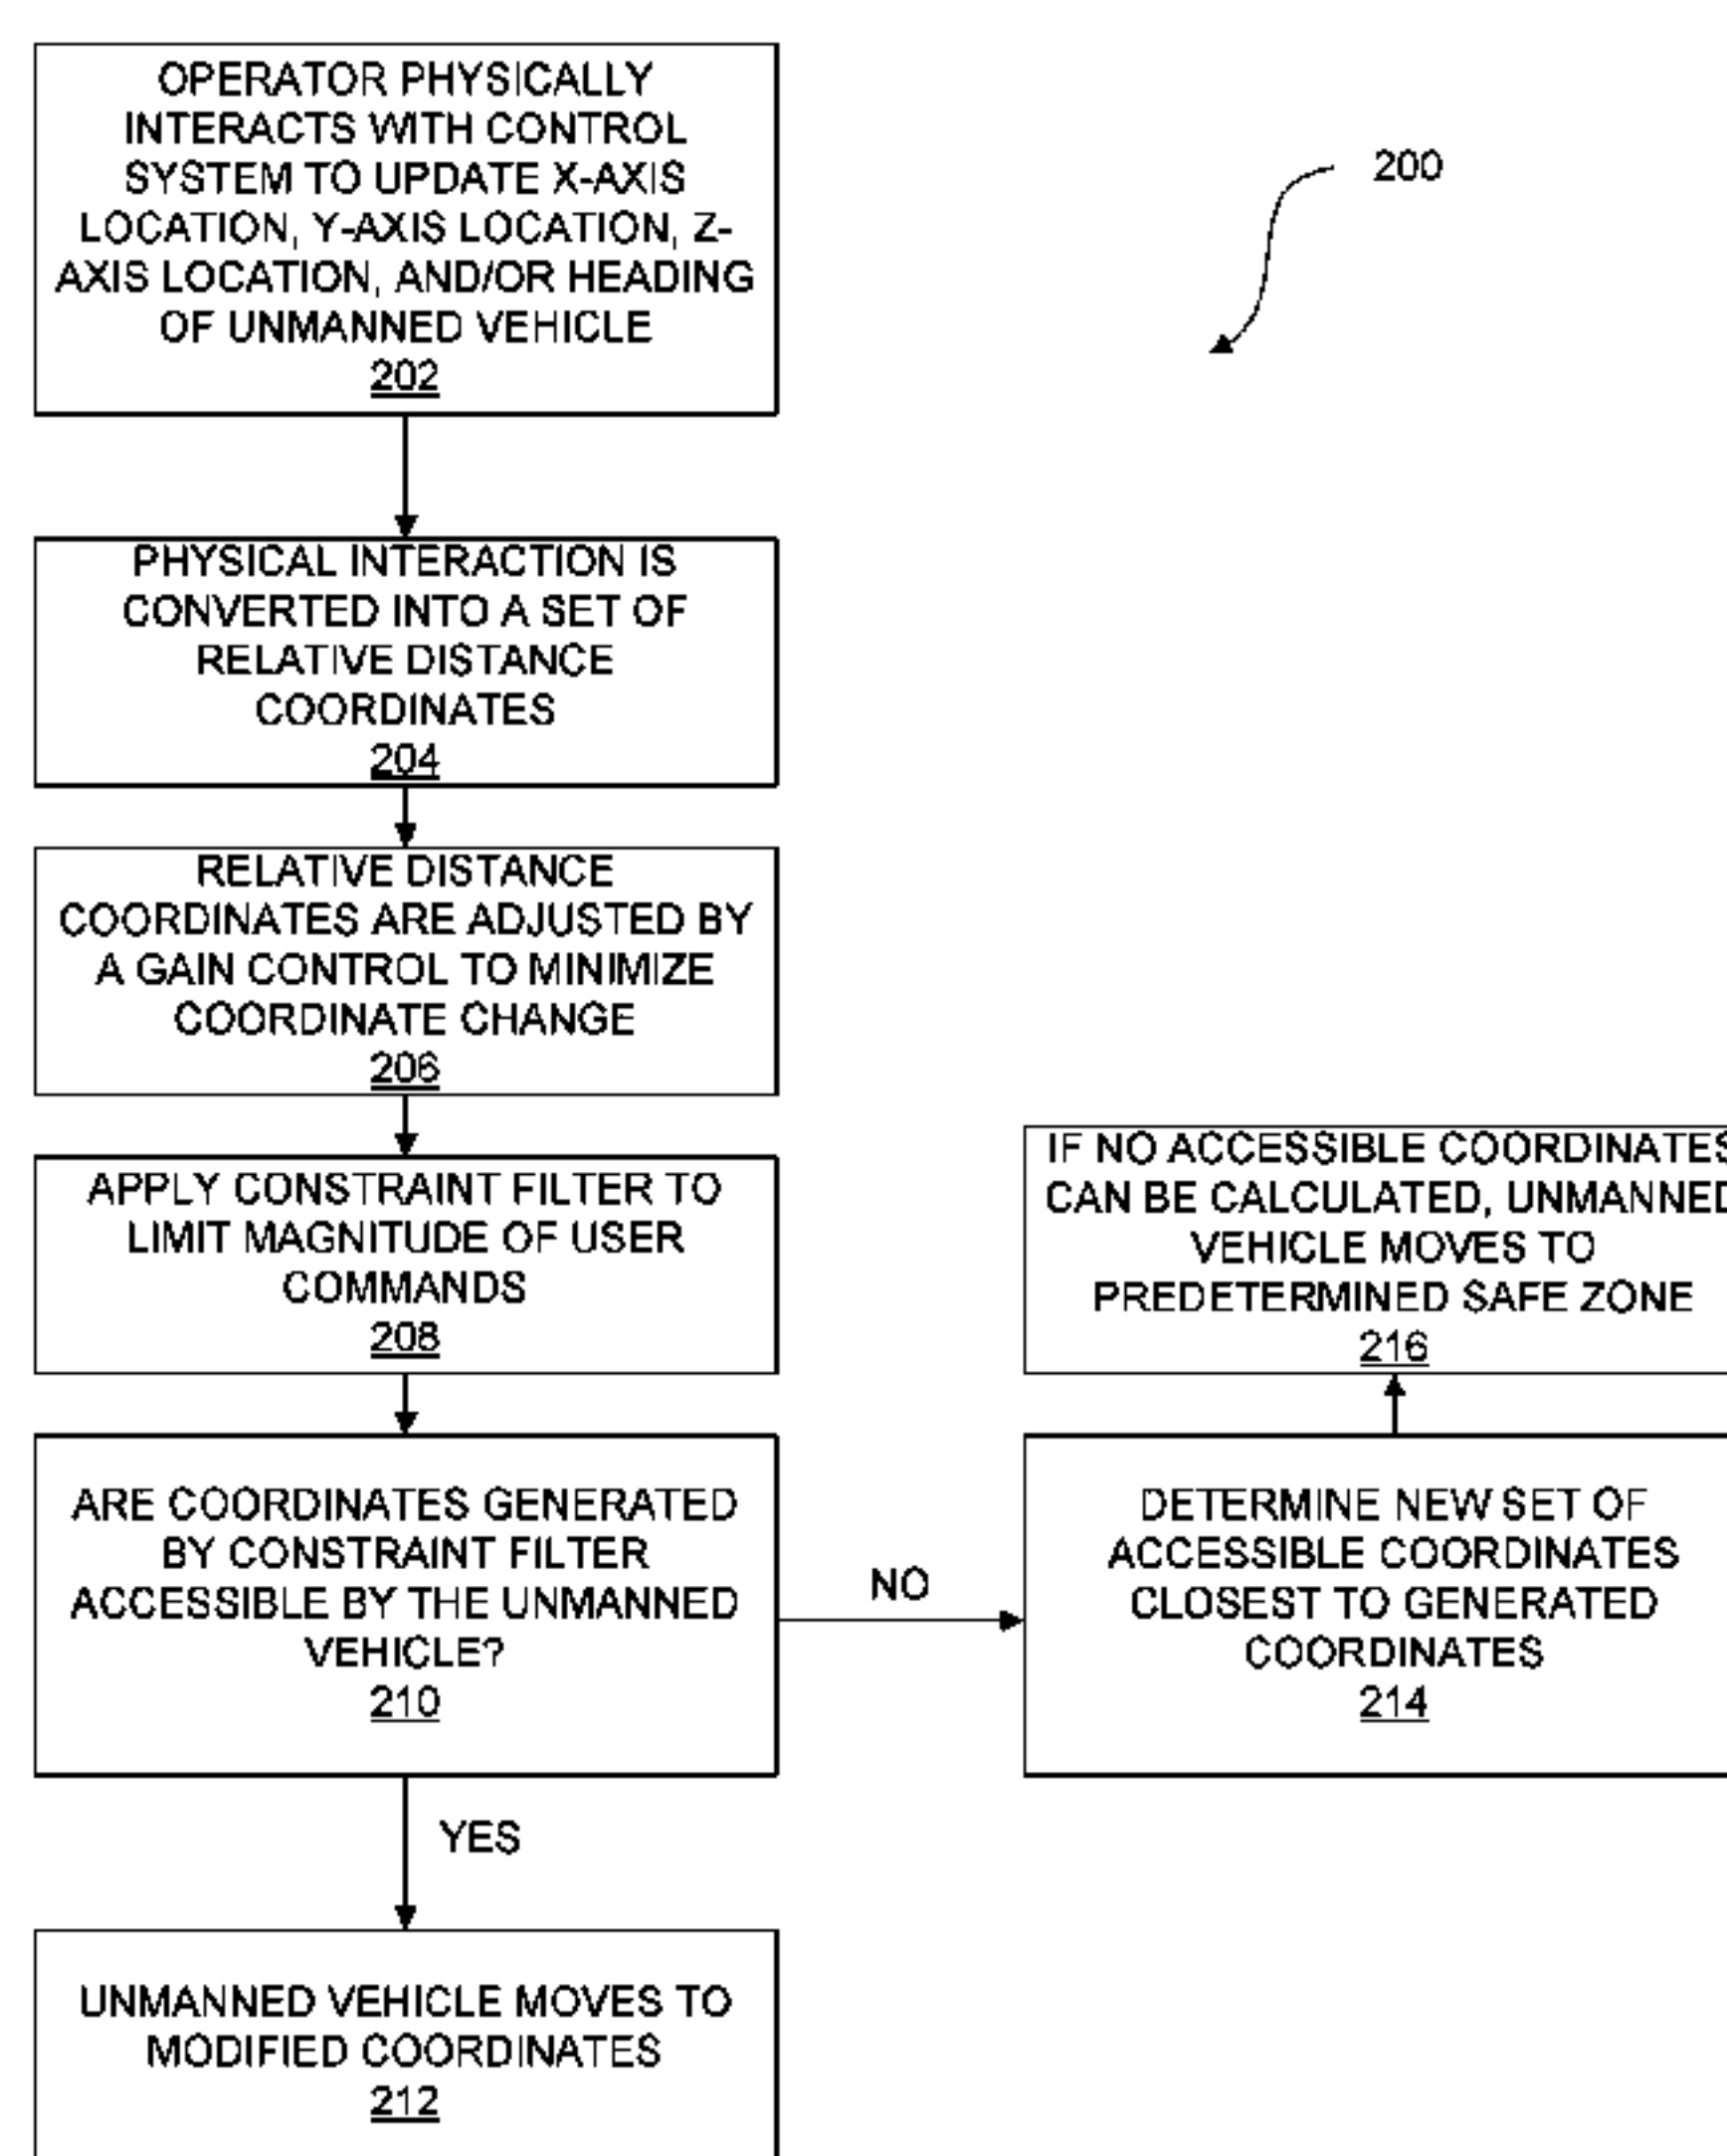 OPERATOR PHYSICALLY
INTERACTS WITH CONTROL
SYSTEM TO UPDATE X-AXIS
LOCATION, Y-AXIS LOCATION, Z-
AXIS LOCATION, AND/OR HEADING
OF UNMANNED VEHICLE
202
200
PHYSICAL INTERACTION IS
CONVERTED INTO A SET OF
RELATIVE DISTANCE
COORDINATES
204
RELATIVE DISTANCE
COORDINATES ARE ADJUSTED BY
A GAIN CONTROL TO MINIMIZE
COORDINATE CHANGE
206
APPLY CONSTRAINT FILTER TO
LIMIT MAGNITUDE OF USER
COMMANDS
208
ARE COORDINATES GENERATED
BY CONSTRAINT FILTER
ACCESSIBLE BY THE UNMANNED
VEHICLE?
210
NO
YES
UNMANNED VEHICLE MOVES TO
MODIFIED COORDINATES
212
IF NO ACCESSIBLE COORDINATES
CAN BE CALCULATED, UNMANNED
VEHICLE MOVES TO
PREDETERMINED SAFE ZONE
216
DETERMINE NEW SET OF
ACCESSIBLE COORDINATES
CLOSEST TO GENERATED
COORDINATES
214